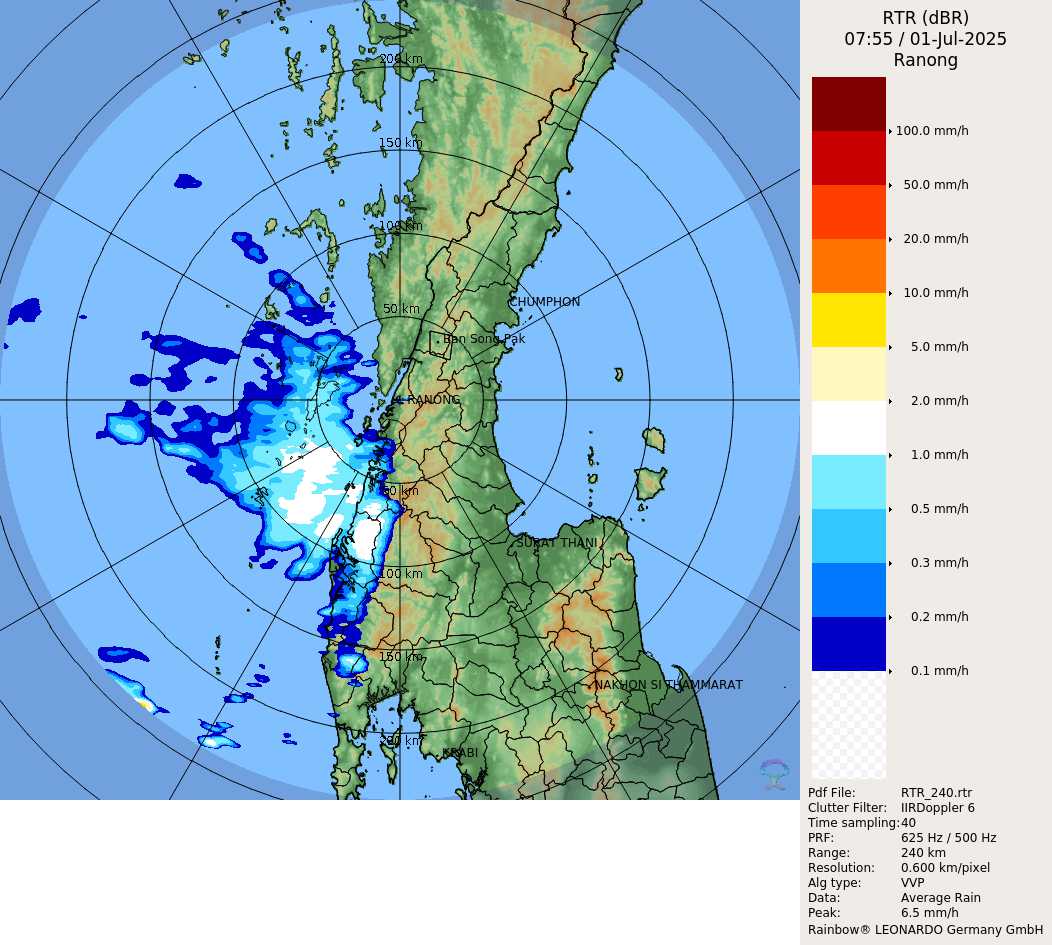 RTR (dBR)
07:55 / 01-Jul-2025
Ranong
100.0 mm/h
50.0 mm/h
20.0 mm/h
10.0 mm/h
5.0 mm/h
2.0 mm/h
1.0 mm/h
0.5 mm/h
0.3 mm/h
0.2 mm/h
0.1 mm/h
200 km
150 km
100 km
50 km
CHUMPHON
Ban Song Pak
RANONG
50 km
SURAT THANI
100 km
150 km
NAKHON SI THAMMARAT
200 km
KRABI
Pdf File: RTR_240.rtr
Clutter Filter: IIRDoppler 6
Time sampling: 40
PRF: 625 Hz / 500 Hz
Range: 240 km
Resolution: 0.600 km/pixel
Alg type: VVP
Data: Average Rain
Peak: 6.5 mm/h
Rainbow® LEONARDO Germany GmbH